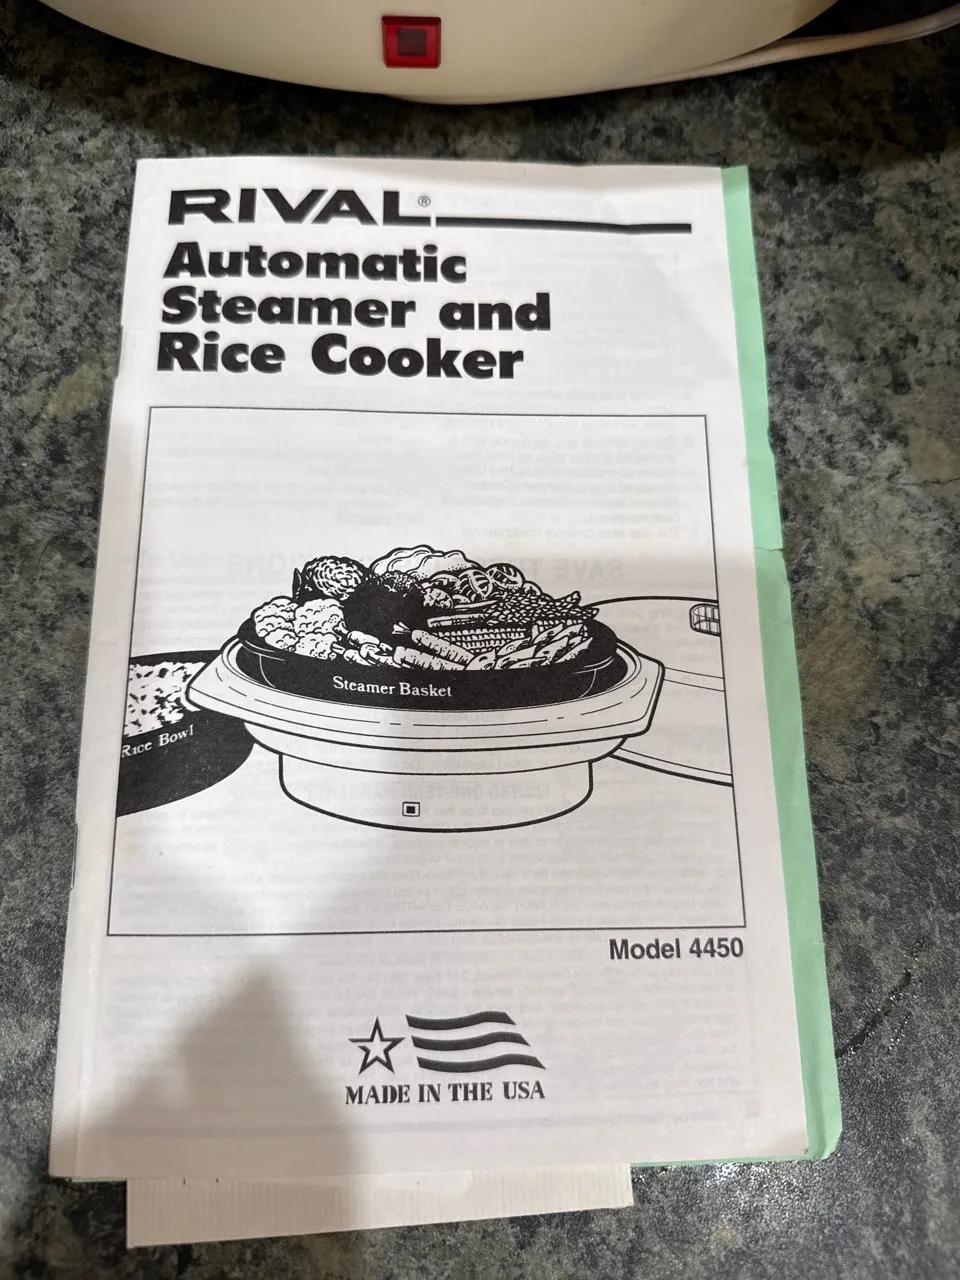 RIVAL®
Automatic
Steamer and
Rice Cooker
Steamer Basket
Rice Bowl
Model 4450
MADE IN THE USA